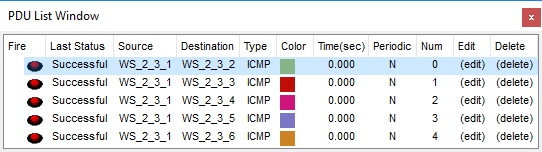 PDU List Window
x
Fire Last Status Source Destination Type Color Time(sec) Periodic Num Edit Delete
Successful WS_2_3_1 WS_2_3_2 ICMP 0.000 N 0 (edit) (delete)
Successful WS_2_3_1 WS_2_3_3 ICMP 0.000 N 1 (edit) (delete)
Successful WS_2_3_1 WS_2_3_4 ICMP 0.000 N 2 (edit) (delete)
Successful WS_2_3_1 WS_2_3_5 ICMP 0.000 N 3 (edit) (delete)
Successful WS_2_3_1 WS_2_3_6 ICMP 0.000 N 4 (edit) (delete)